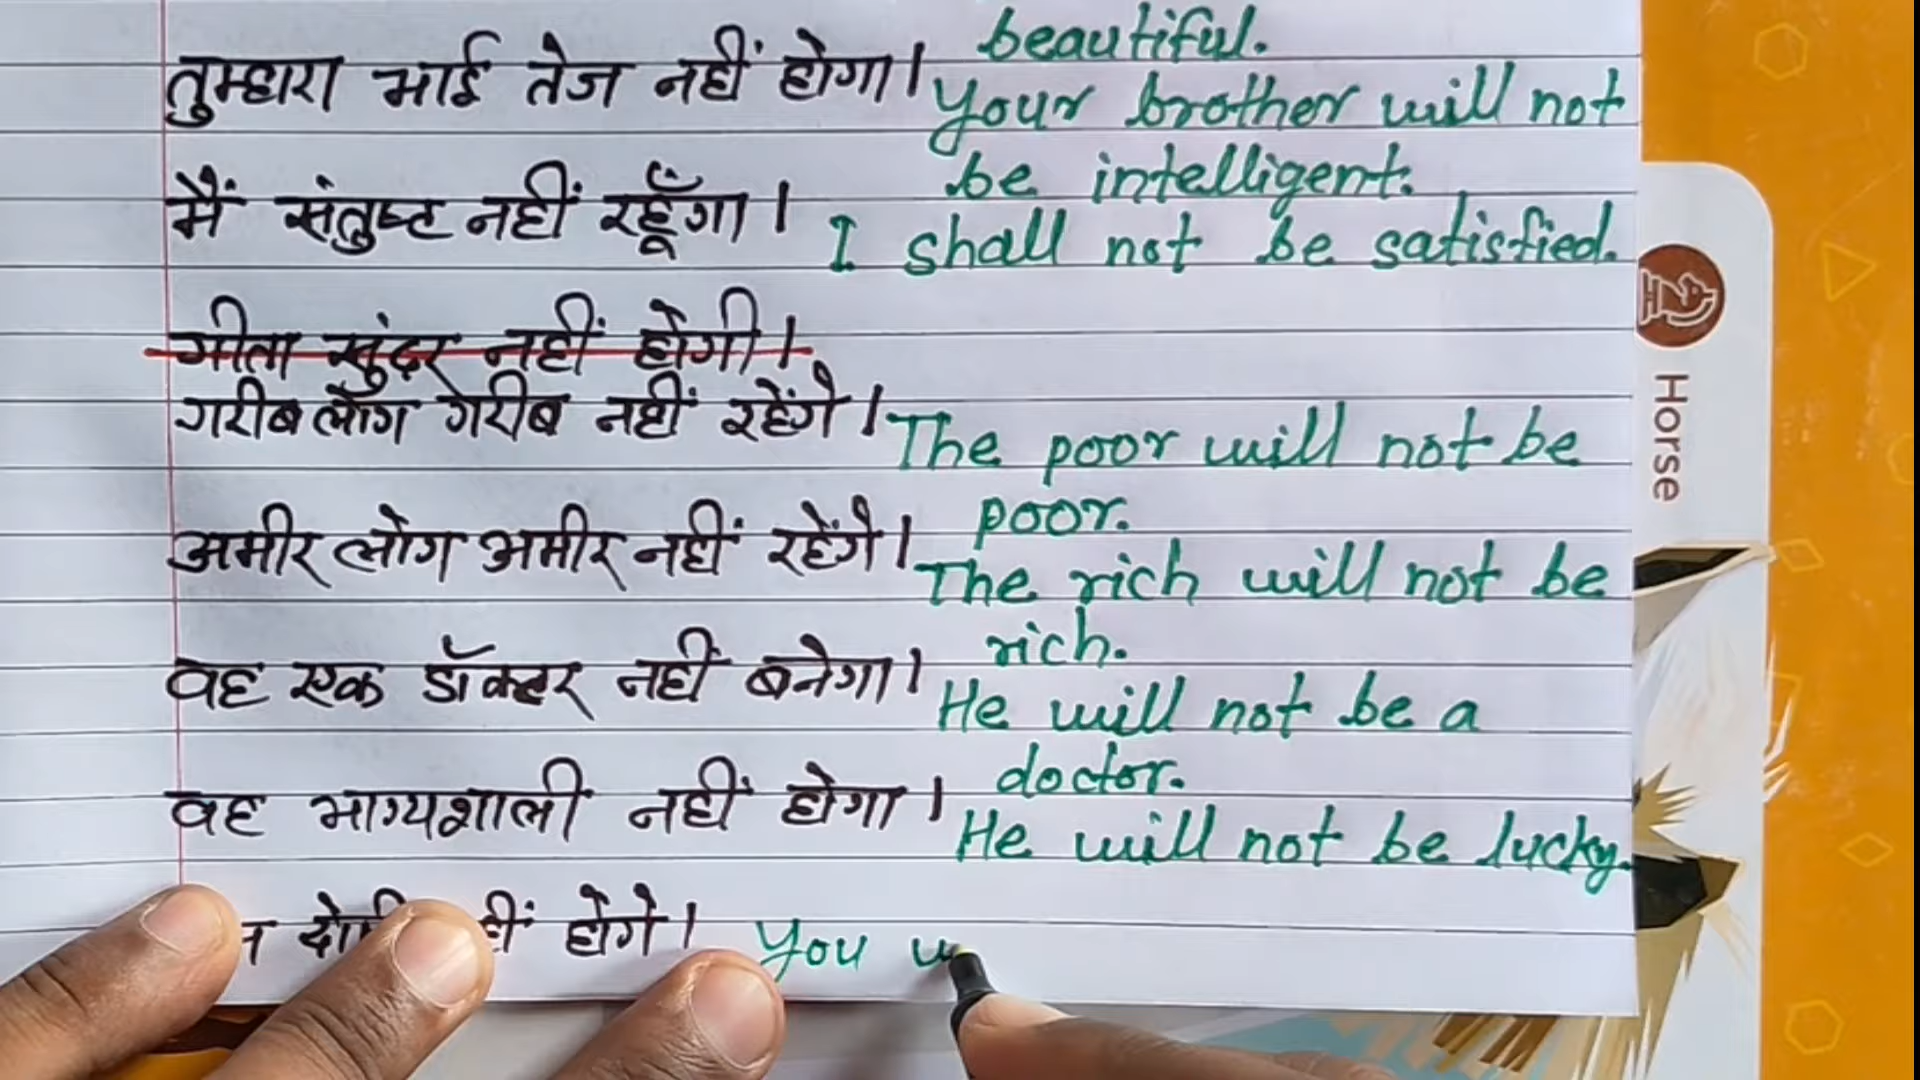 beautiful.
तुम्हारा भाई तेज नहीं होगा।
Your brother will not
be intelligent.
मैं संतुष्ट नहीं रहूँगा।
I shall not be satisfied.
गीता सुंदर नहीं होगी।
गरीब लोग गरीब नहीं रहेंगे।
The poor will not be
poor.
अमीर लोग अमीर नहीं रहेंगे।
The rich will not be
rich.
वह एक डॉक्टर नहीं बनेगा।
He will not be a
doctor.
वह भाग्यशाली नहीं होगा।
He will not be lucky.
होगे। You
Horse